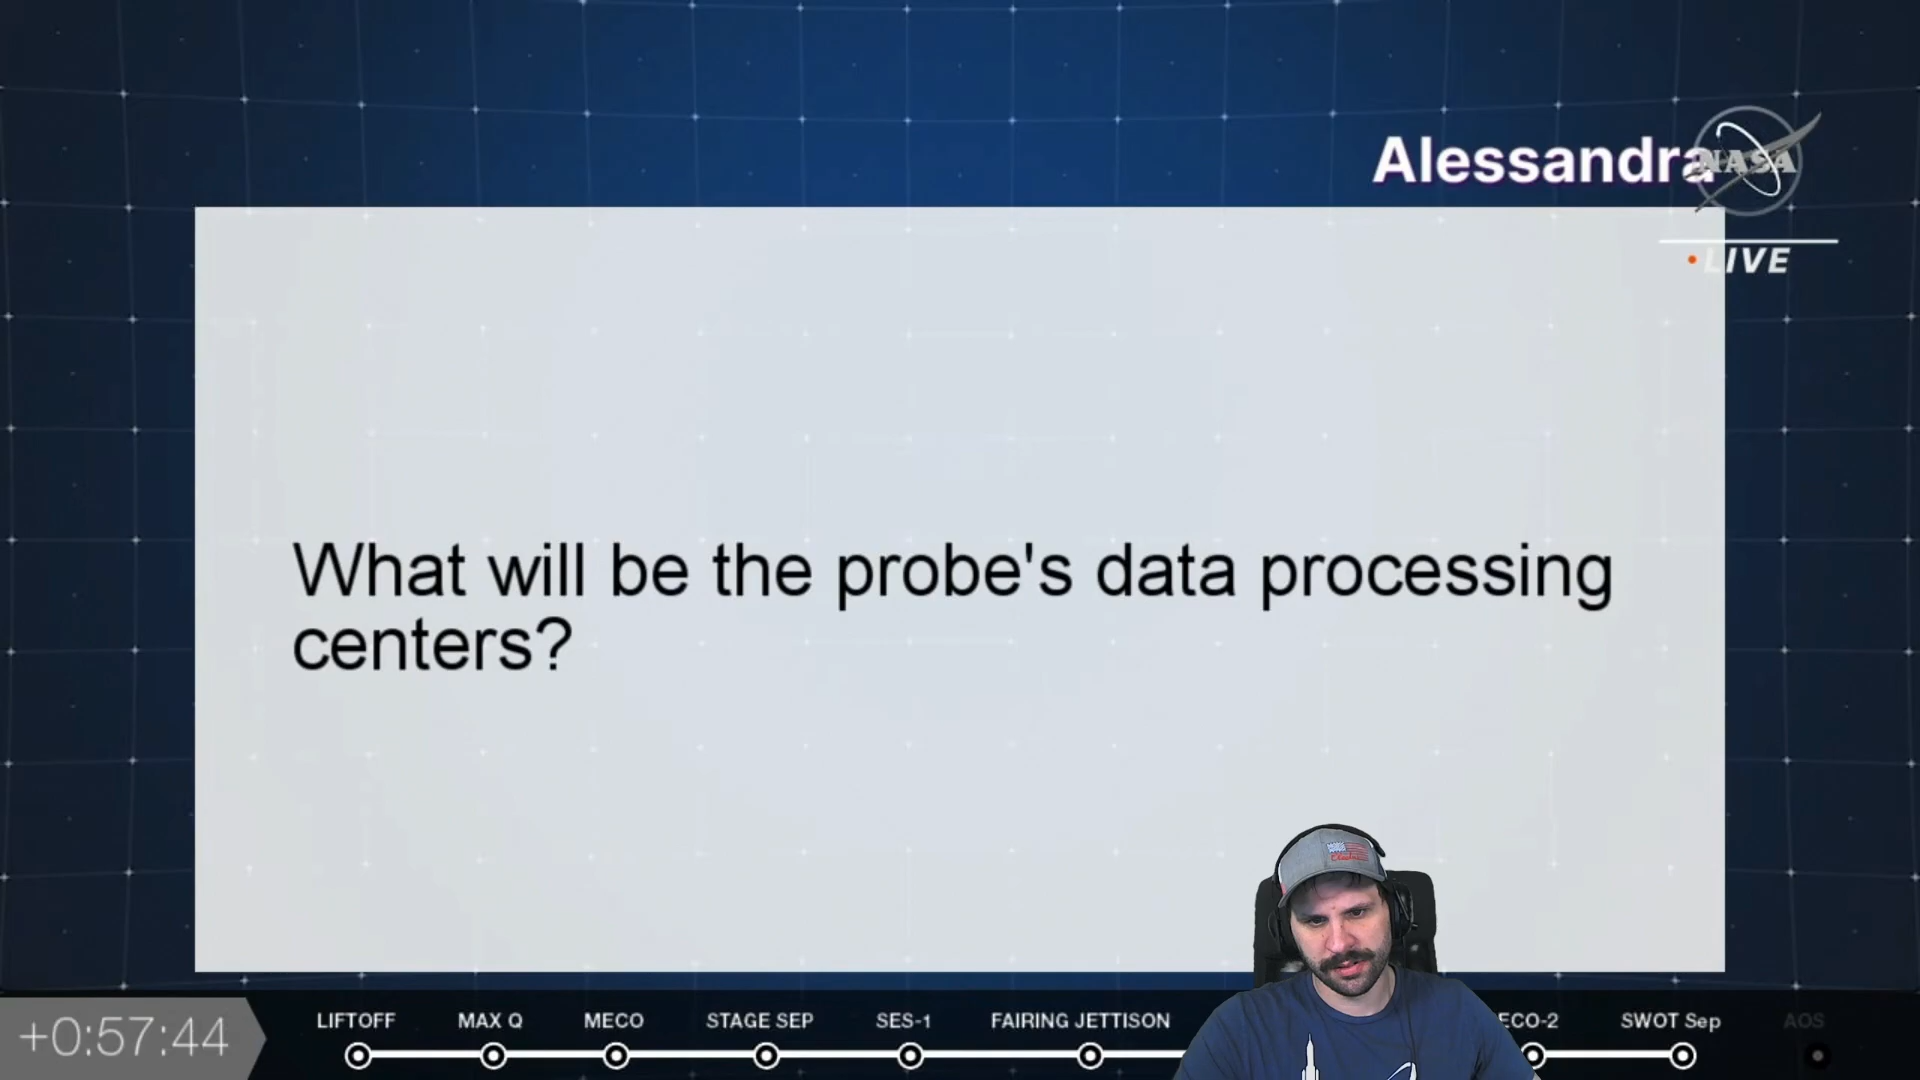 Alessandra
NASA
LIVE
What will be the probe's data processing
centers?
+0:57:44
LIFTOFF
MAX Q
MECO
STAGE SEP
SES-1
FAIRING JETTISON
ECO-2
SWOT Sep
AOS